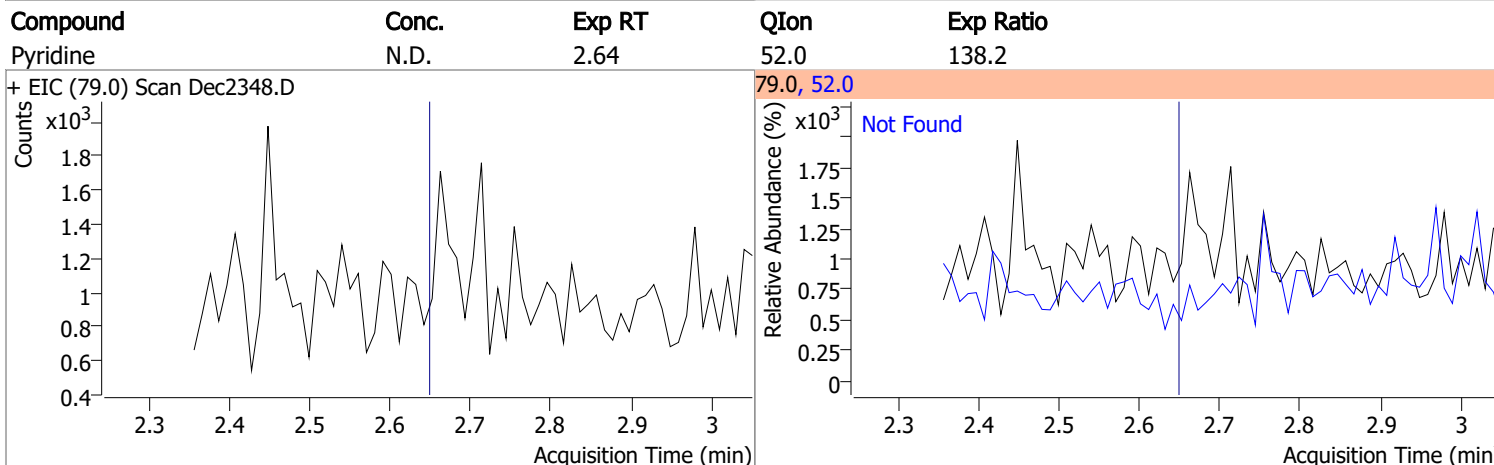 Compound Conc. Exp RT QIon Exp Ratio
Pyridine N.D. 2.64 52.0 138.2
+ EIC (79.0) Scan Dec2348.D
Counts
x10³
1.8
1.6
1.4
1.2
1
0.8
0.6
0.4
2.3 2.4 2.5 2.6 2.7 2.8 2.9 3
Acquisition Time (min)
79.0, 52.0
Relative Abundance (%)
x10³
Not Found
1.75
1.5
1.25
1
0.75
0.5
0.25
0
2.3 2.4 2.5 2.6 2.7 2.8 2.9 3
Acquisition Time (min